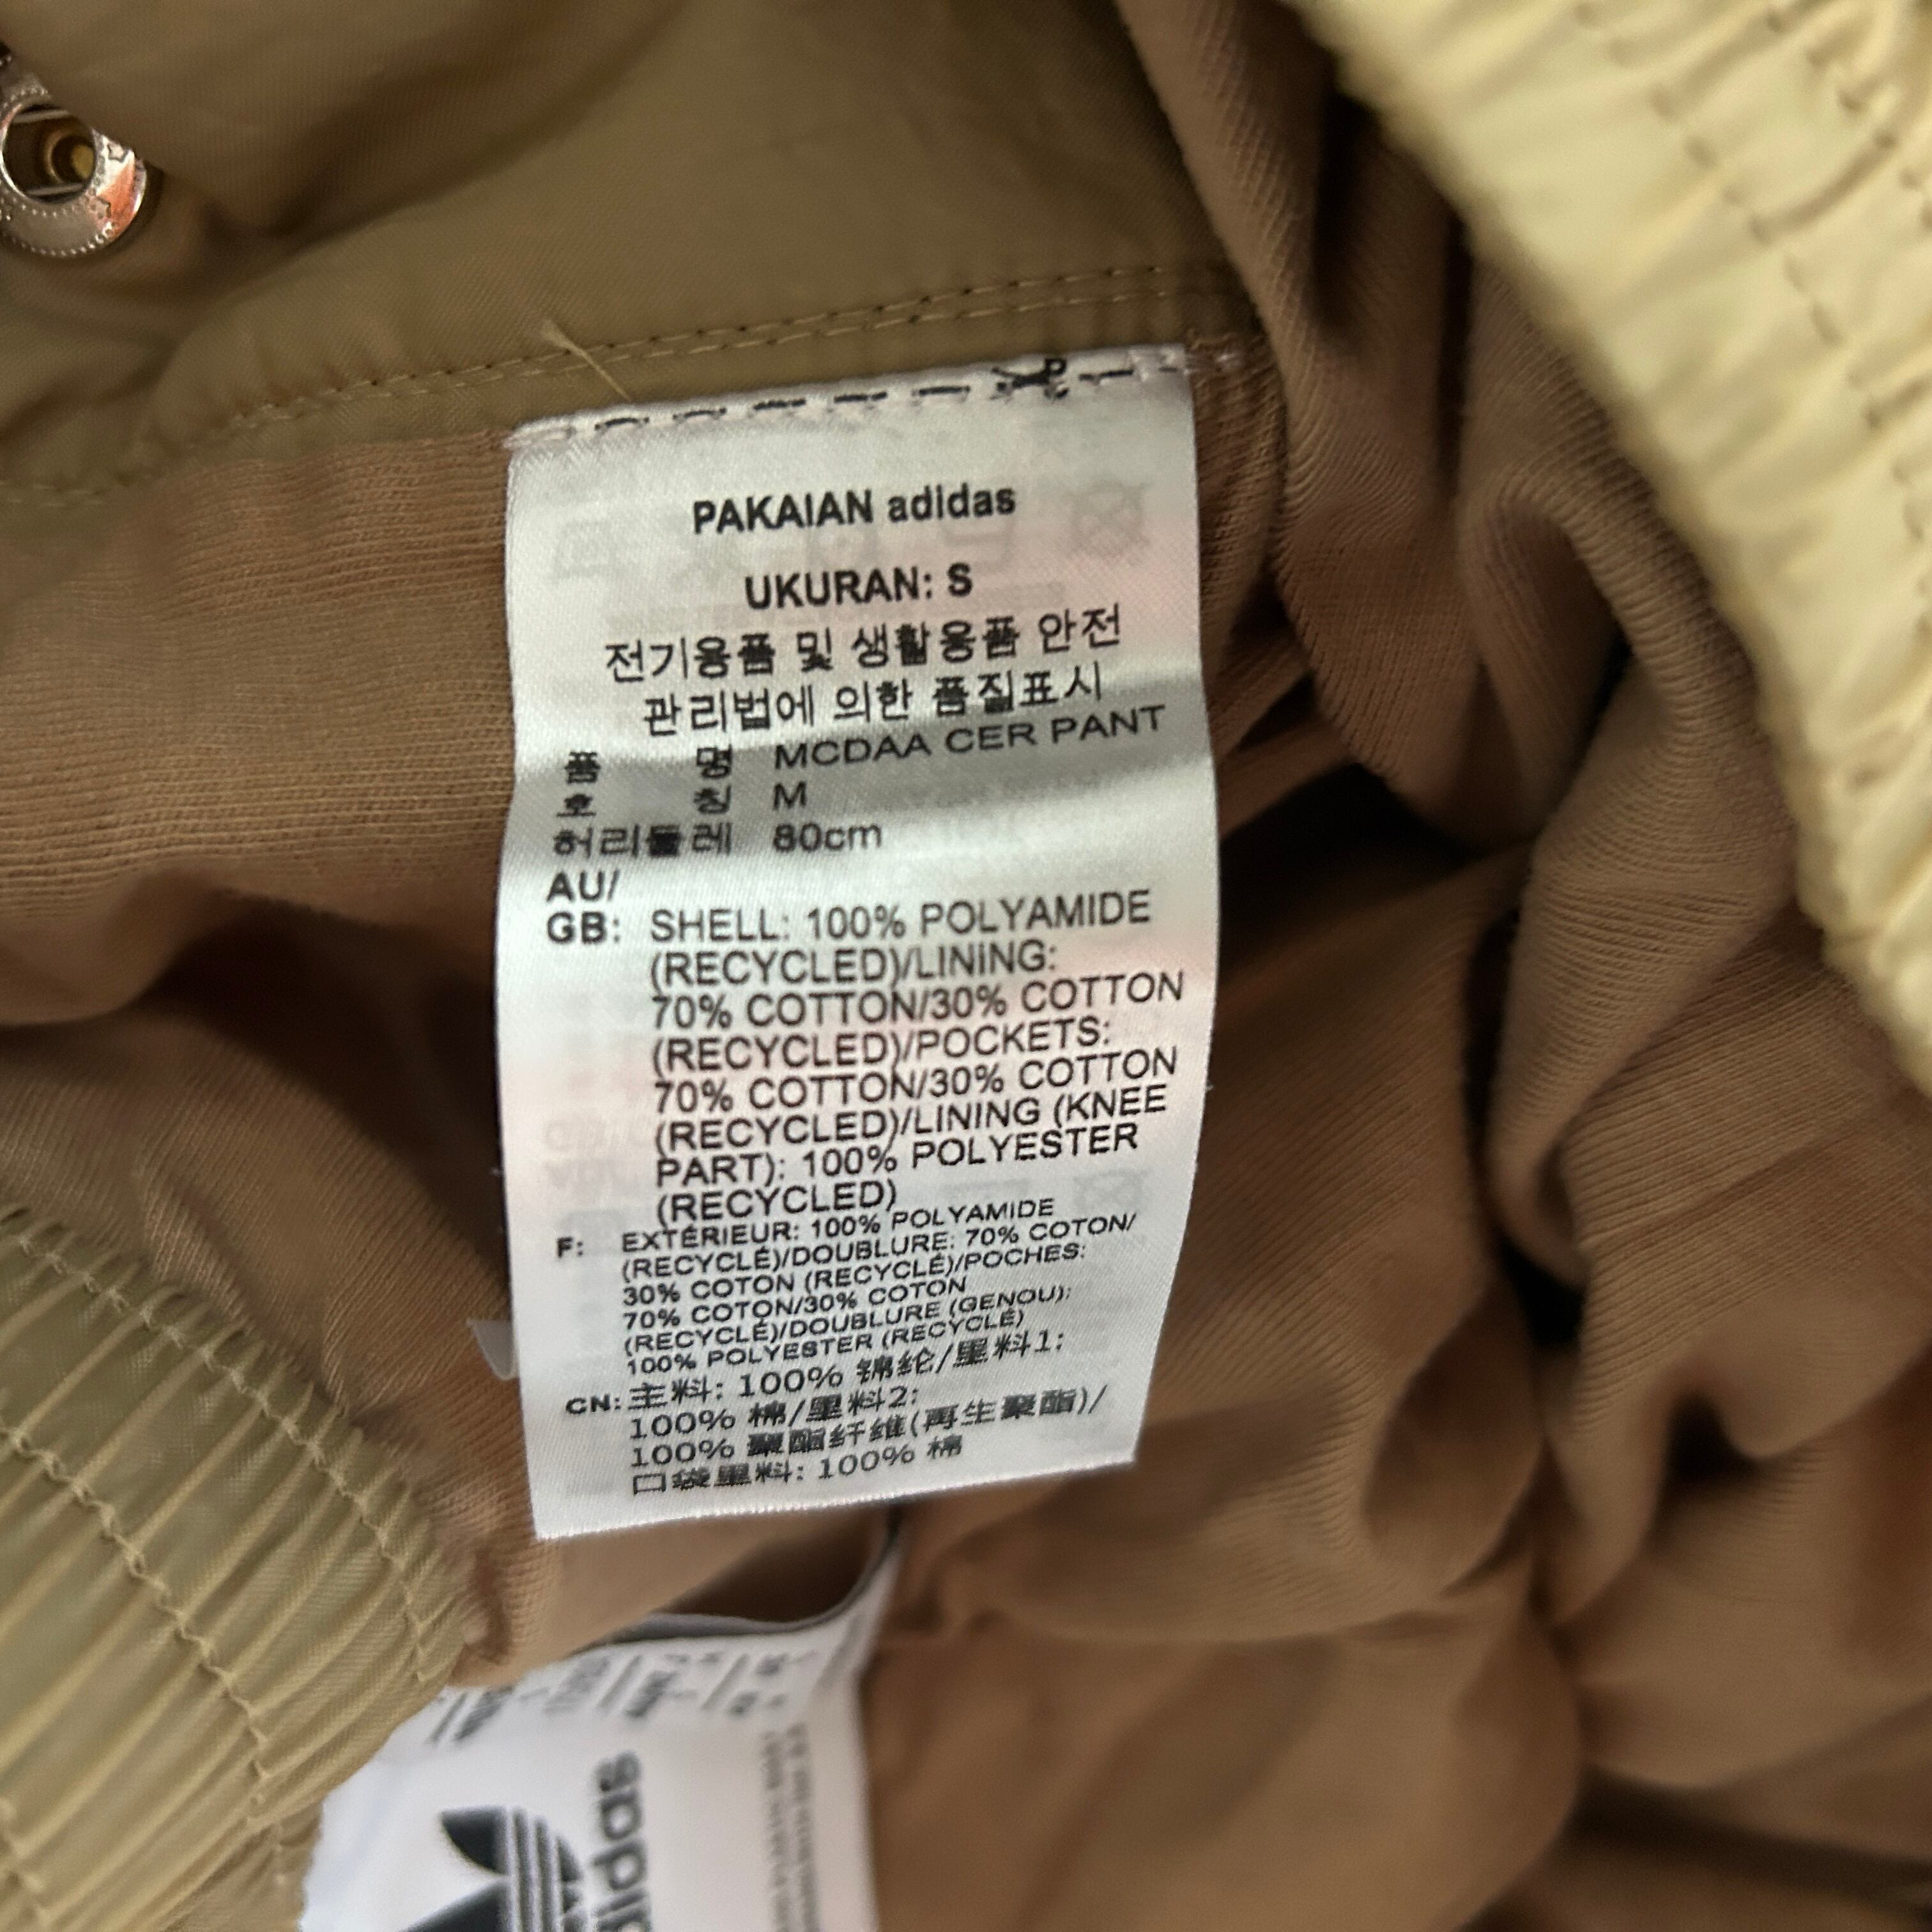 PAKAIAN adidas
UKURAN: S
전기용품 및 생활용품 안전
관리법에 의한 품질표시
품 명 MCDAA CER PANT
호 칭 M
허리둘레 80cm
AU/
GB: SHELL: 100% POLYAMIDE
(RECYCLED)/LINING:
70% COTTON/30% COTTON
(RECYCLED)/POCKETS:
70% COTTON/30% COTTON
(RECYCLED)/LINING (KNEE
PART): 100% POLYESTER
(RECYCLED)
F: EXTÉRIEUR: 100% POLYAMIDE
(RECYCLÉ)/DOUBLURE: 70% COTON/
30% COTON (RECYCLÉ)/POCHES:
70% COTON/30% COTON
(RECYCLÉ)/DOUBLURE (GENOU):
100% POLYESTER (RECYCLÉ)
CN: 主料: 100% 锦纶/里料1:
100% 棉/里料2:
100% 聚酯纤维(再生聚酯)/
口袋里料: 100% 棉
adidas